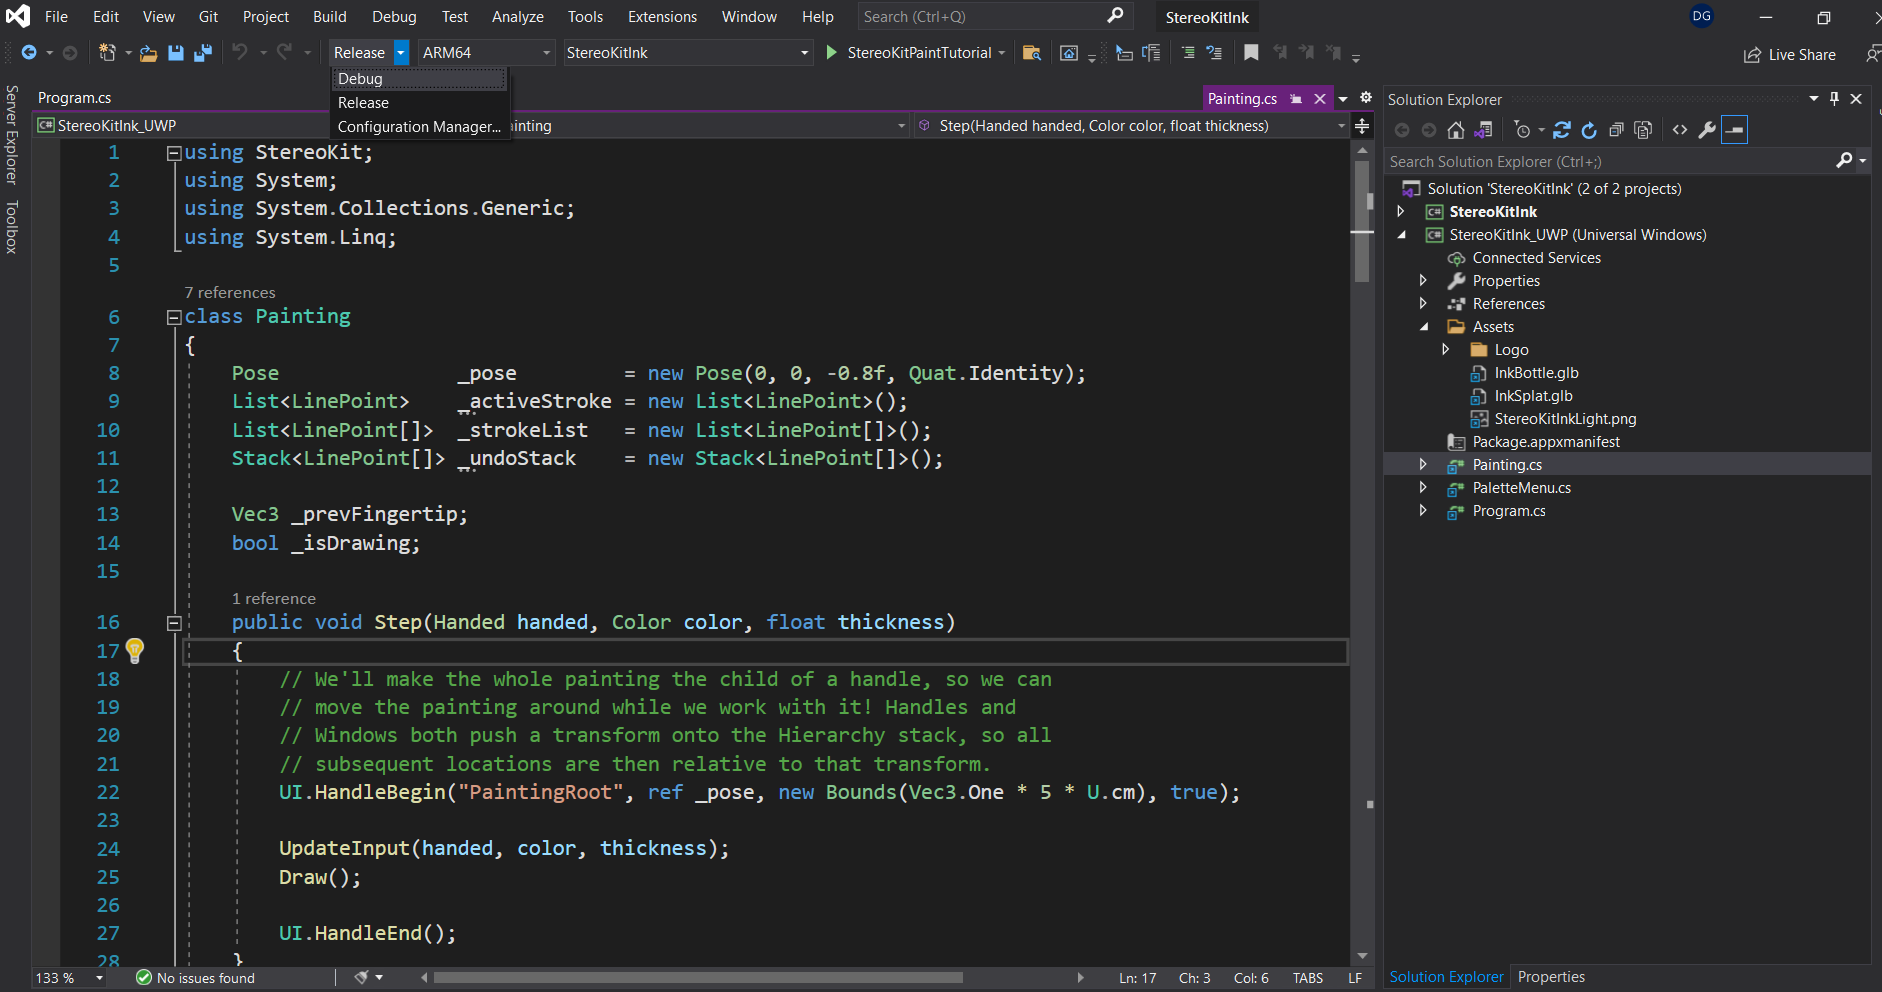 File Edit View Git Project Build Debug Test Analyze Tools Extensions Window Help Search (Ctrl+Q) StereoKitInk DG
Release ARM64 StereoKitInk StereoKitPaintTutorial Live Share
Debug
Release
Configuration Manager...
Server Explorer
Toolbox
Program.cs Painting.cs
StereoKitInk_UWP ainting Step(Handed handed, Color color, float thickness)
1 using StereoKit;
2 using System;
3 using System.Collections.Generic;
4 using System.Linq;
5
7 references
6 class Painting
7 {
8 Pose _pose = new Pose(0, 0, -0.8f, Quat.Identity);
9 List<LinePoint> _activeStroke = new List<LinePoint>();
10 List<LinePoint[]> _strokeList = new List<LinePoint[]>();
11 Stack<LinePoint[]> _undoStack = new Stack<LinePoint[]>();
12
13 Vec3 _prevFingertip;
14 bool _isDrawing;
15
1 reference
16 public void Step(Handed handed, Color color, float thickness)
17 {
18 // We'll make the whole painting the child of a handle, so we can
19 // move the painting around while we work with it! Handles and
20 // Windows both push a transform onto the Hierarchy stack, so all
21 // subsequent locations are then relative to that transform.
22 UI.HandleBegin("PaintingRoot", ref _pose, new Bounds(Vec3.One * 5 * U.cm), true);
23
24 UpdateInput(handed, color, thickness);
25 Draw();
26
27 UI.HandleEnd();
28 }
133 % No issues found Ln: 17 Ch: 3 Col: 6 TABS LF
Solution Explorer
Search Solution Explorer (Ctrl+;)
Solution 'StereoKitInk' (2 of 2 projects)
StereoKitInk
StereoKitInk_UWP (Universal Windows)
Connected Services
Properties
References
Assets
Logo
InkBottle.glb
InkSplat.glb
StereoKitInkLight.png
Package.appxmanifest
Painting.cs
PaletteMenu.cs
Program.cs
Solution Explorer Properties